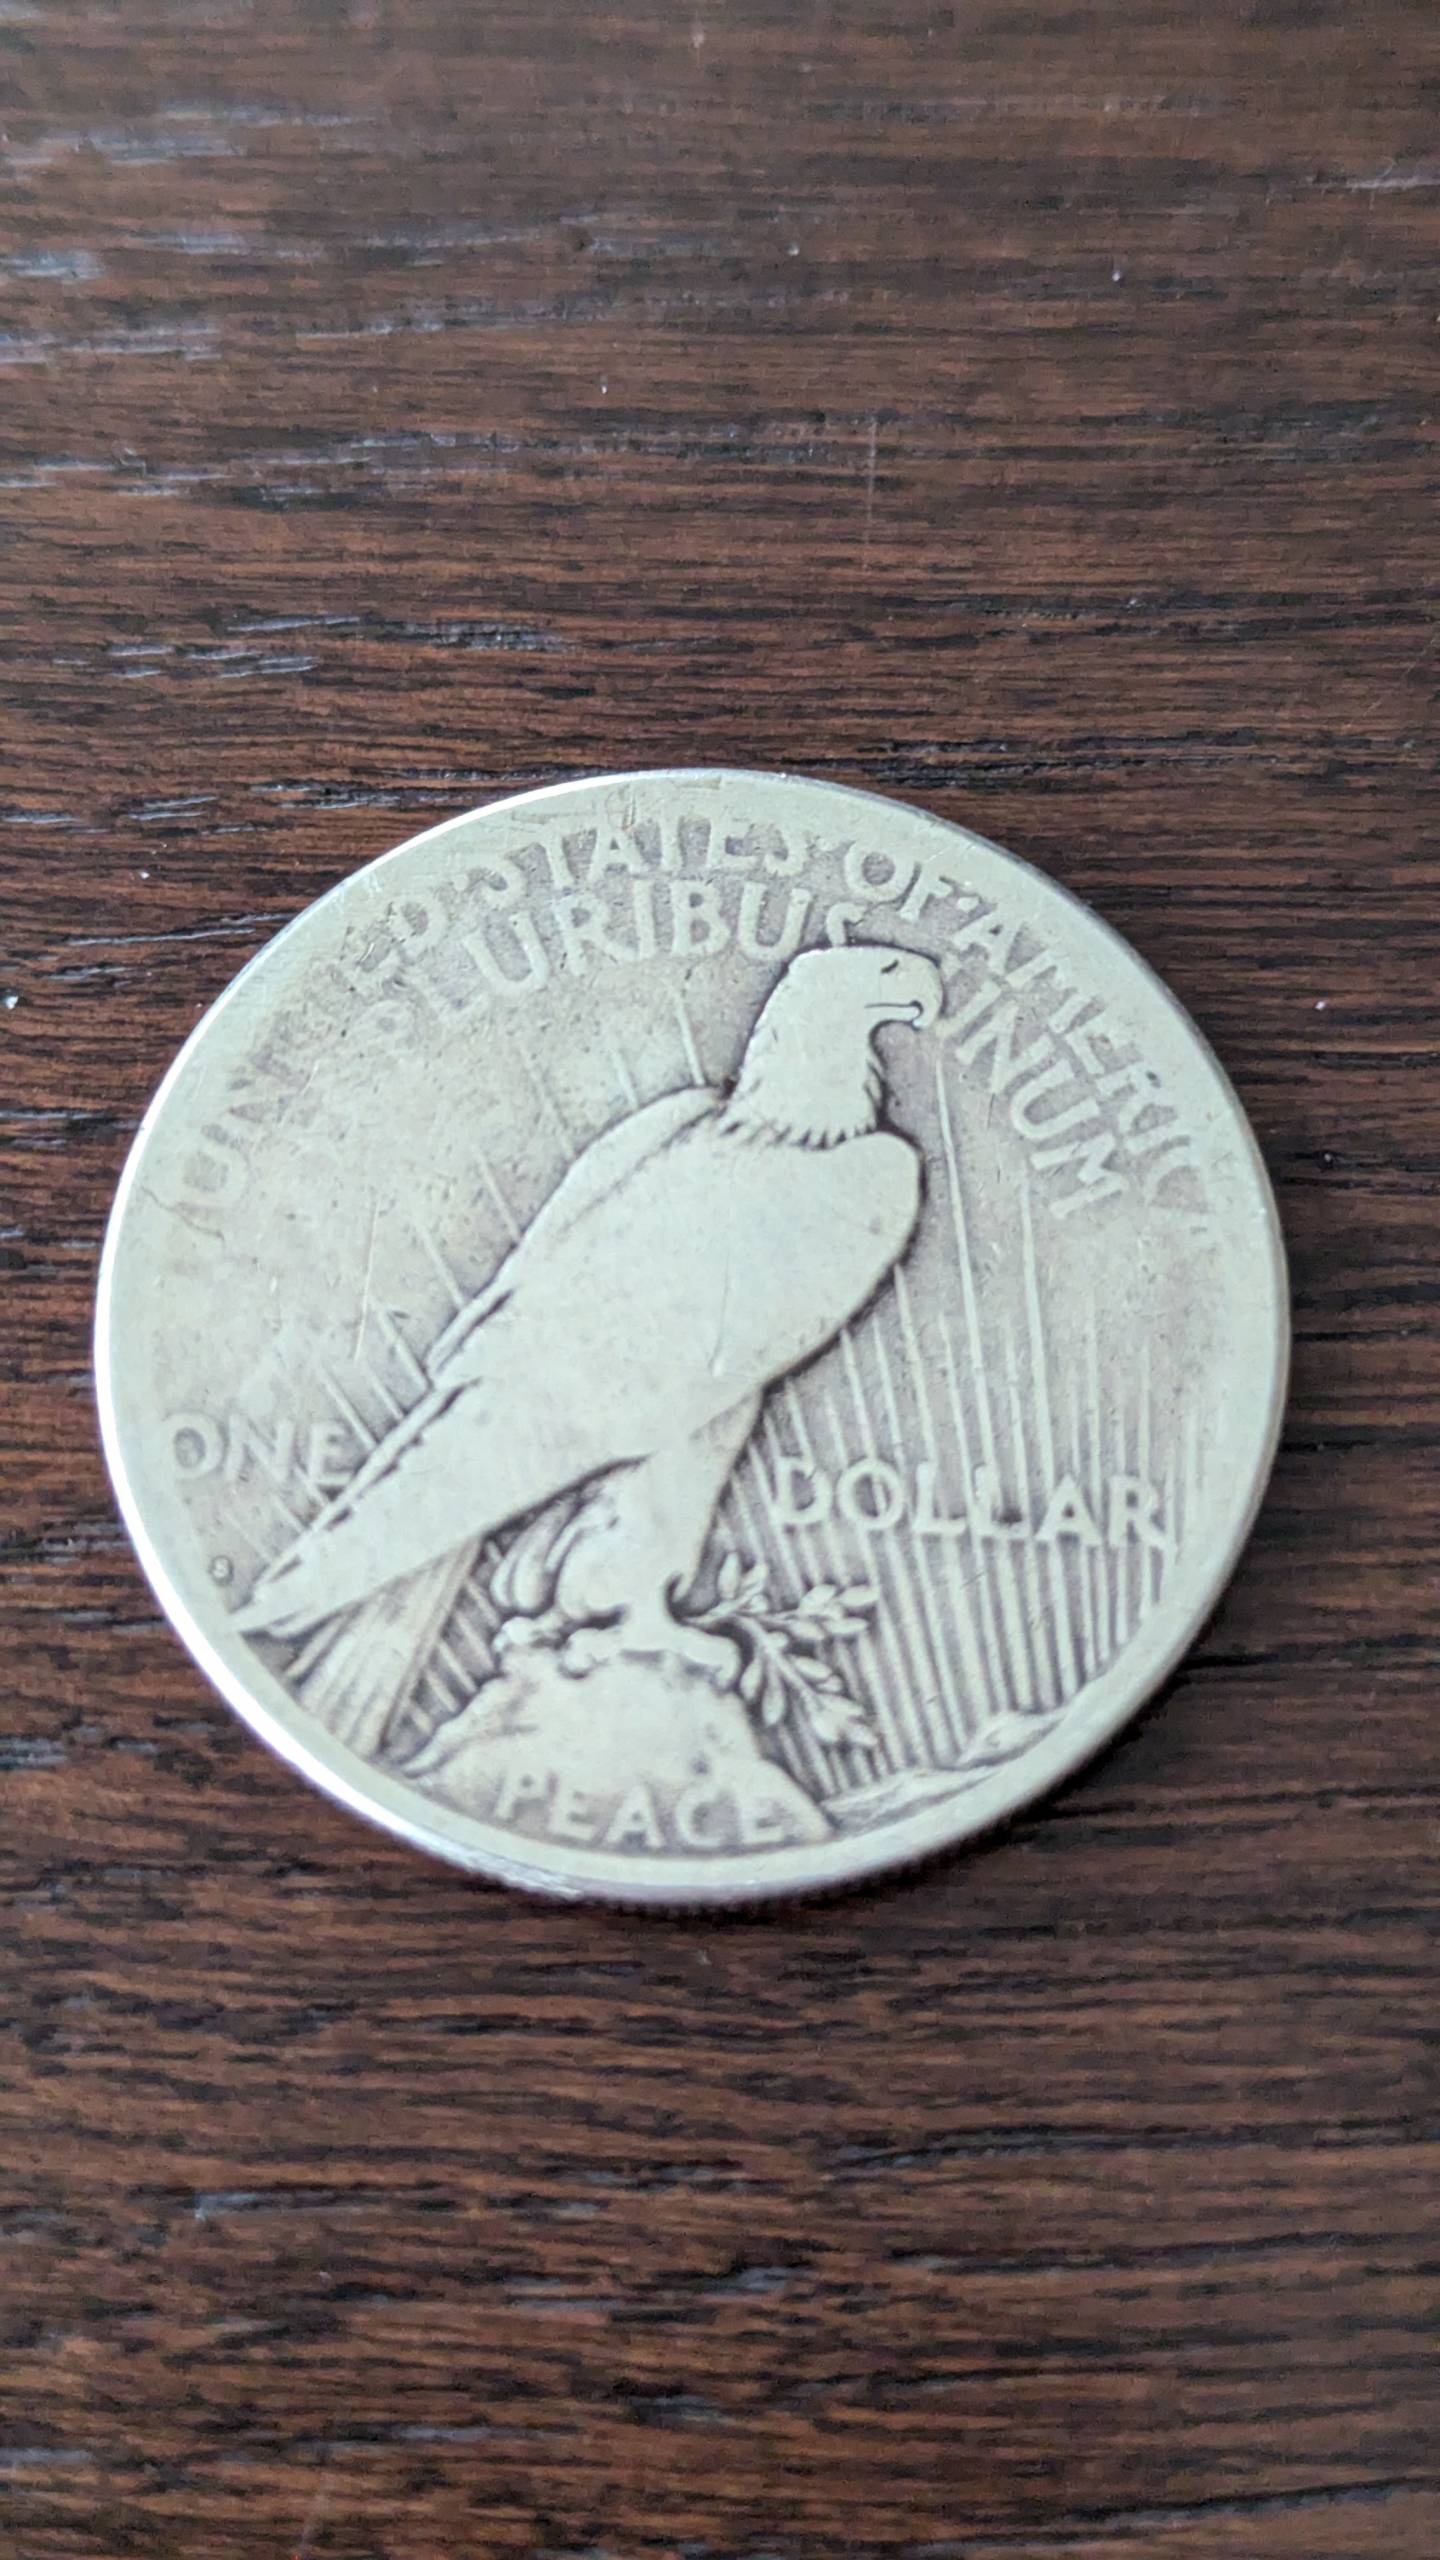 UNITED·STATES·OF·AMERICA
PLURIBUS UNUM
ONE DOLLAR
S
PEACE